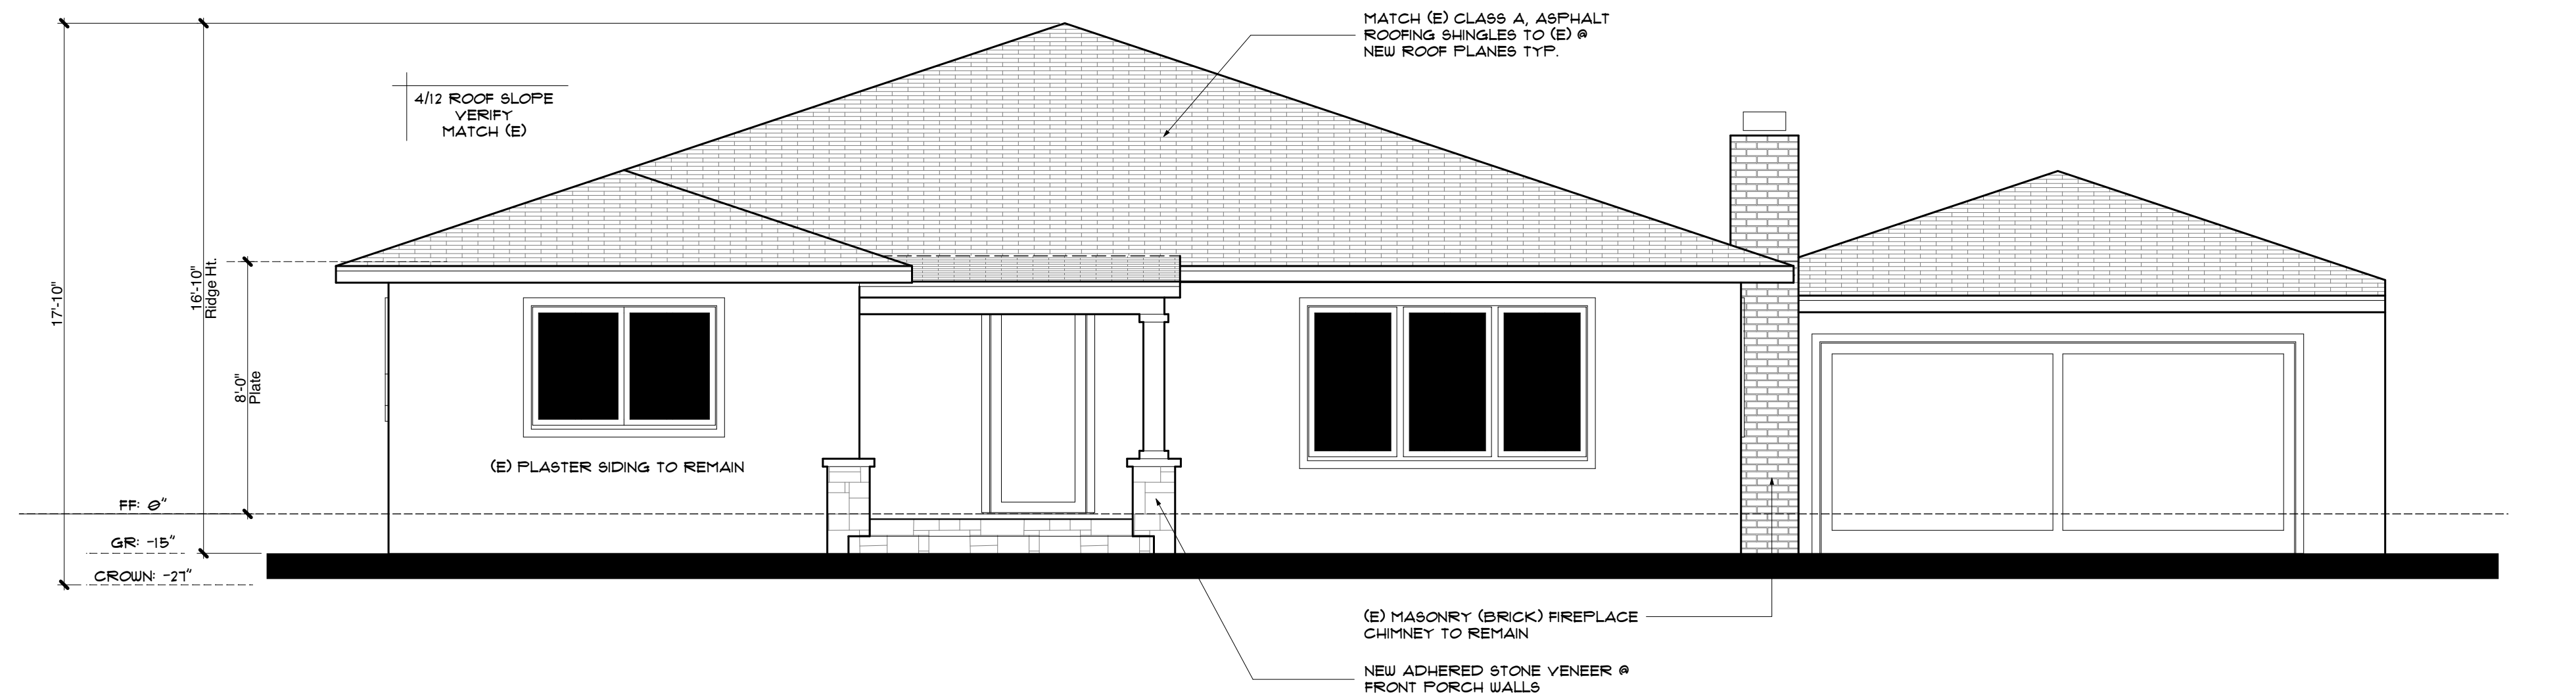 MATCH (E) CLASS A, ASPHALT
ROOFING SHINGLES TO (E) @
NEW ROOF PLANES TYP.
4/12 ROOF SLOPE
VERIFY
MATCH (E)
17'-10"
16'-10"
Ridge Ht.
8'-0"
Plate
(E) PLASTER SIDING TO REMAIN
FF: 0"
GR: -15"
CROWN: -27"
(E) MASONRY (BRICK) FIREPLACE
CHIMNEY TO REMAIN
NEW ADHERED STONE VENEER @
FRONT PORCH WALLS